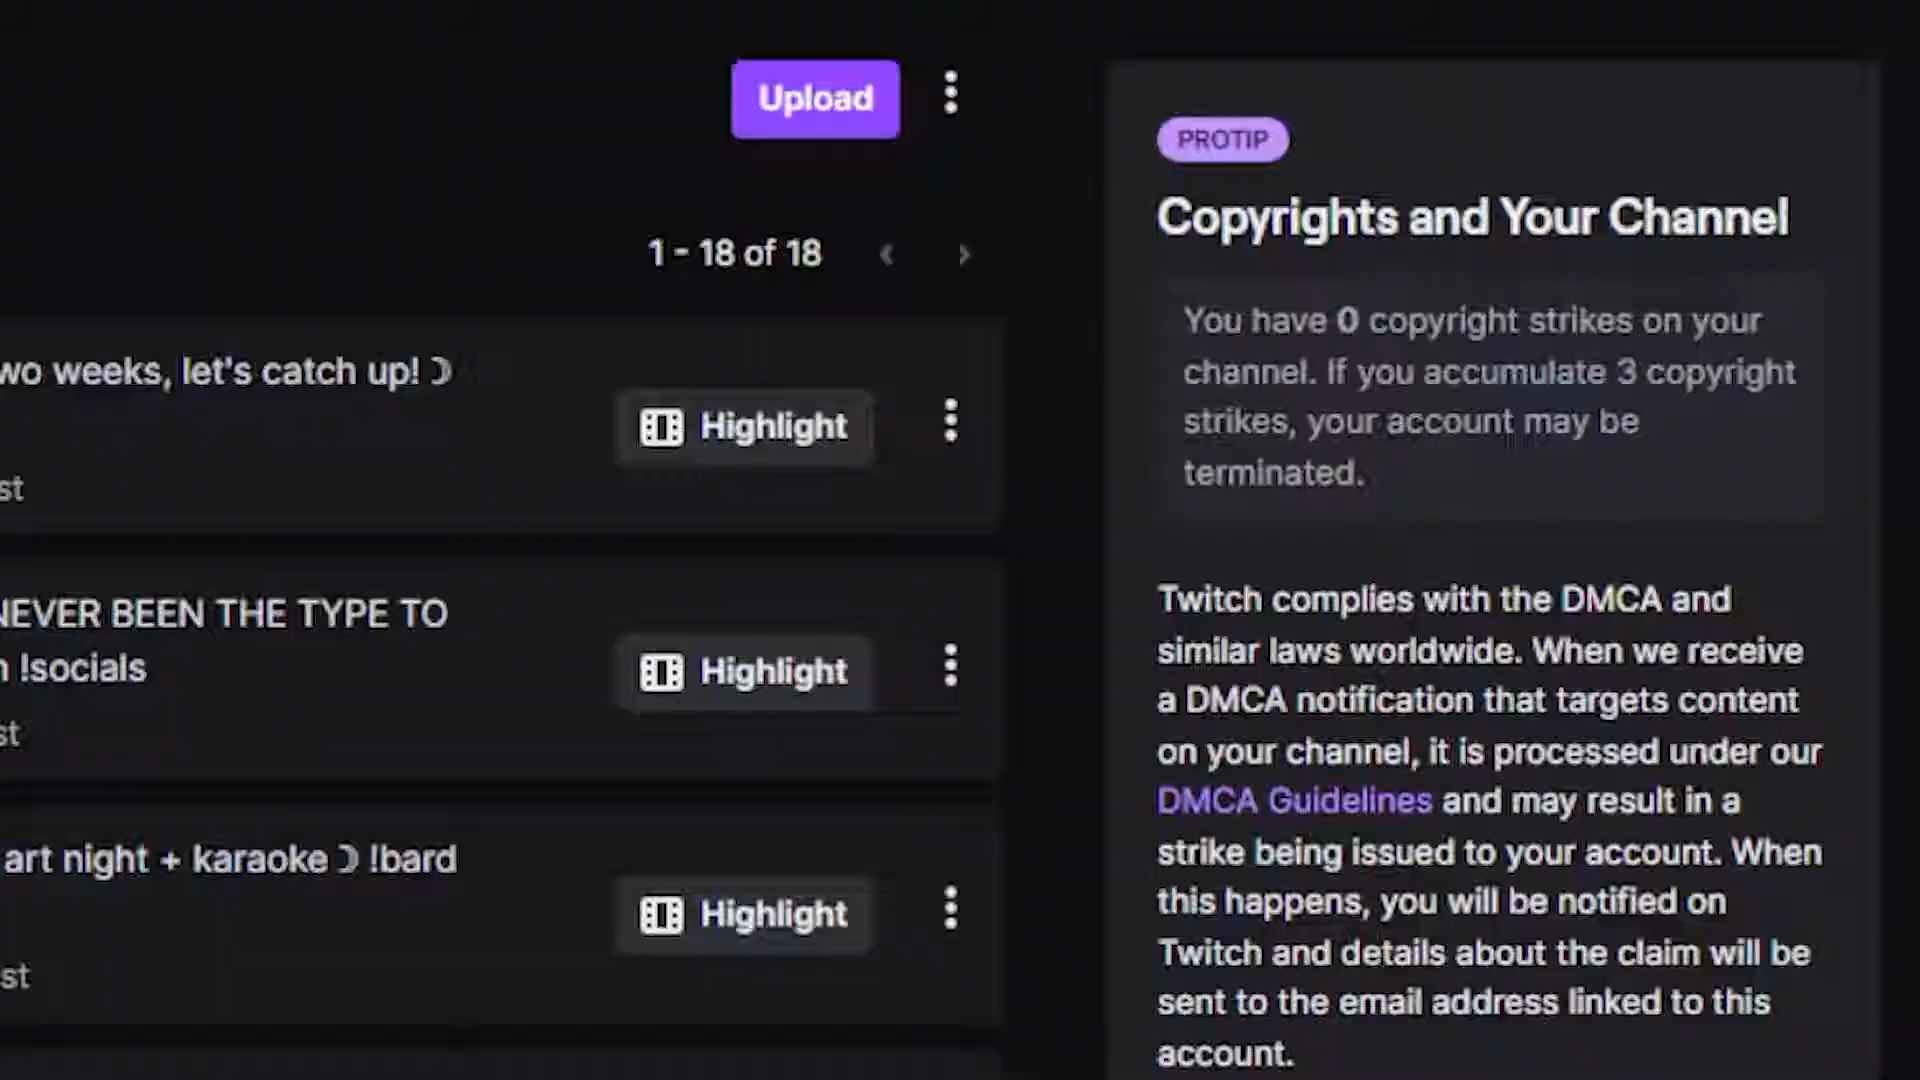 Upload
1 - 18 of 18
wo weeks, let's catch up!
Highlight
st
NEVER BEEN THE TYPE TO
!socials
Highlight
st
art night + karaoke !bard
Highlight
st
PROTIP
Copyrights and Your Channel
You have 0 copyright strikes on your
channel. If you accumulate 3 copyright
strikes, your account may be
terminated.
Twitch complies with the DMCA and
similar laws worldwide. When we receive
a DMCA notification that targets content
on your channel, it is processed under our
DMCA Guidelines and may result in a
strike being issued to your account. When
this happens, you will be notified on
Twitch and details about the claim will be
sent to the email address linked to this
account.